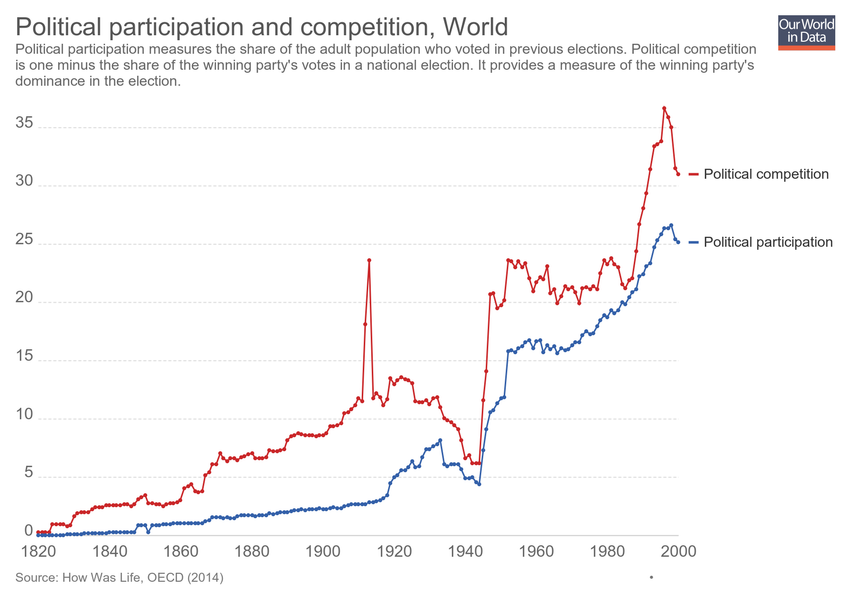 Political participation and competition, World
Our World
in Data
Political participation measures the share of the adult population who voted in previous elections. Political competition
is one minus the share of the winning party's votes in a national election. It provides a measure of the winning party's
dominance in the election.
35
30
25
20
15
10
5
0
Political competition
Political participation
1820 1840 1860 1880 1900 1920 1940 1960 1980 2000
Source: How Was Life, OECD (2014)